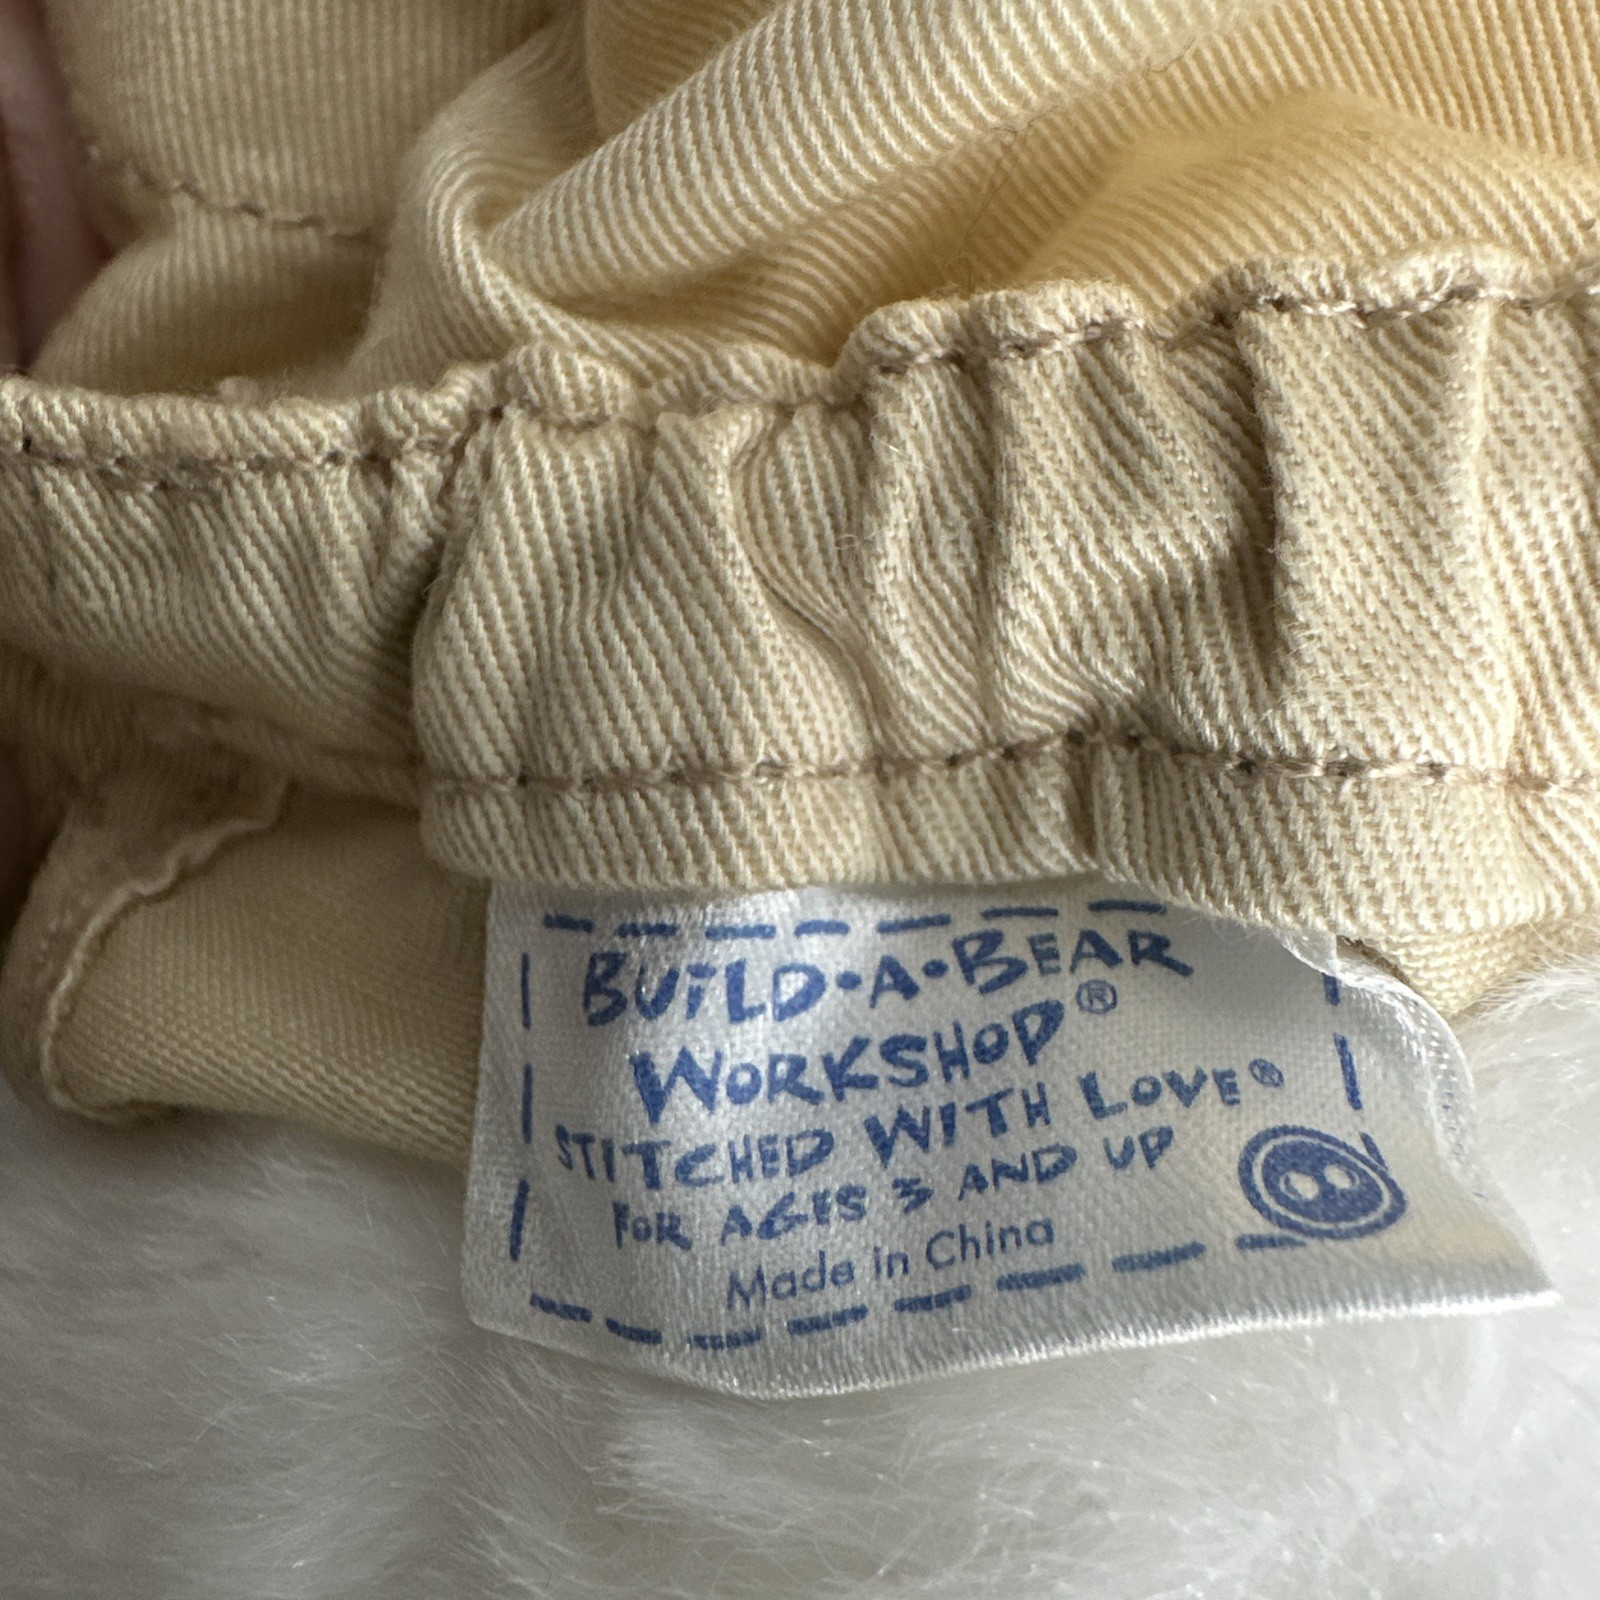 BUiLD•A•BEAR
WORKSHOP®
STITCHED WITH LOVE®
FOR AGES 3 AND UP
Made in China